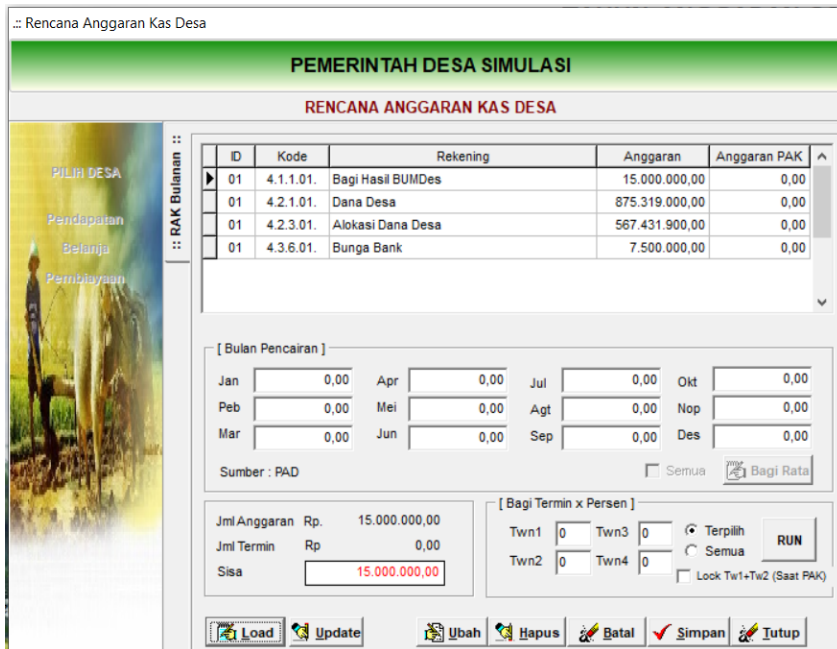 .:: Rencana Anggaran Kas Desa
PEMERINTAH DESA SIMULASI
RENCANA ANGGARAN KAS DESA
PILIH DESA
Pendapatan
Belanja
Pembiayaan
:: RAK Bulanan ::
ID Kode Rekening Anggaran Anggaran PAK
01 4.1.1.01. Bagi Hasil BUMDes 15.000.000,00 0,00
01 4.2.1.01. Dana Desa 875.319.000,00 0,00
01 4.2.3.01. Alokasi Dana Desa 567.431.900,00 0,00
01 4.3.6.01. Bunga Bank 7.500.000,00 0,00
[ Bulan Pencairan ]
Jan 0,00 Apr 0,00 Jul 0,00 Okt 0,00
Peb 0,00 Mei 0,00 Agt 0,00 Nop 0,00
Mar 0,00 Jun 0,00 Sep 0,00 Des 0,00
Sumber : PAD Semua Bagi Rata
Jml Anggaran Rp. 15.000.000,00
Jml Termin Rp 0,00
Sisa 15.000.000,00
[ Bagi Termin x Persen ]
Twn1 0 Twn3 0 Terpilih
Twn2 0 Twn4 0 Semua
RUN
Lock Tw1+Tw2 (Saat PAK)
Load Update Ubah Hapus Batal Simpan Tutup